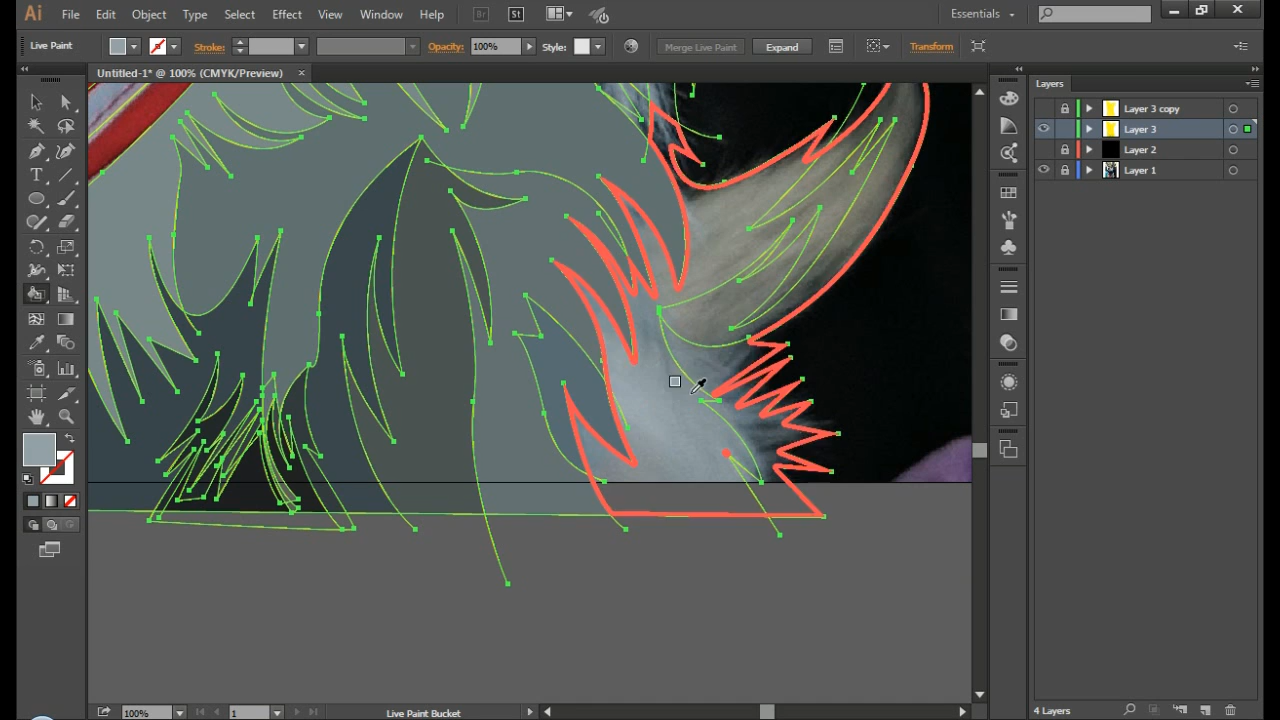 Ai File Edit Object Type Select Effect View Window Help Br St Essentials
Live Paint Stroke: Opacity: 100% Style: Merge Live Paint Expand Transform
Untitled-1* @ 100% (CMYK/Preview) ×
Layers
Layer 3 copy
Layer 3
Layer 2
Layer 1
100% 1 Live Paint Bucket
4 Layers